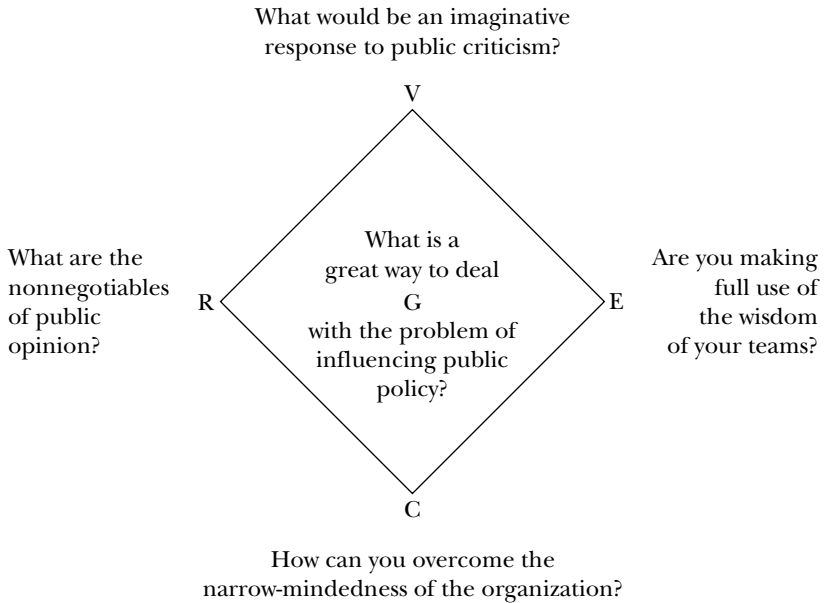 What would be an imaginative
response to public criticism?
V
What are the
nonnegotiables
of public
opinion?
R
What is a
great way to deal
G
with the problem of
influencing public
policy?
E
Are you making
full use of
the wisdom
of your teams?
C
How can you overcome the
narrow-mindedness of the organization?